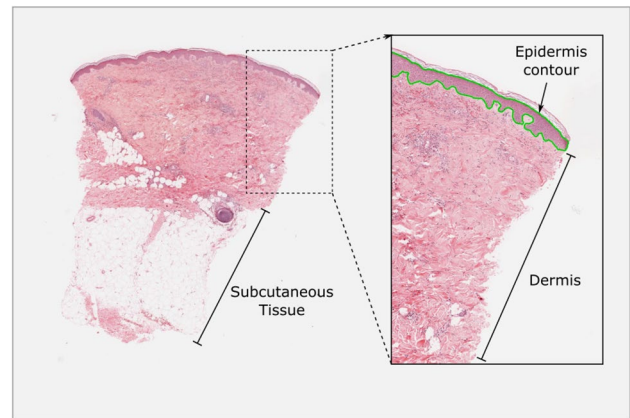 Epidermis
contour
Dermis
Subcutaneous
Tissue